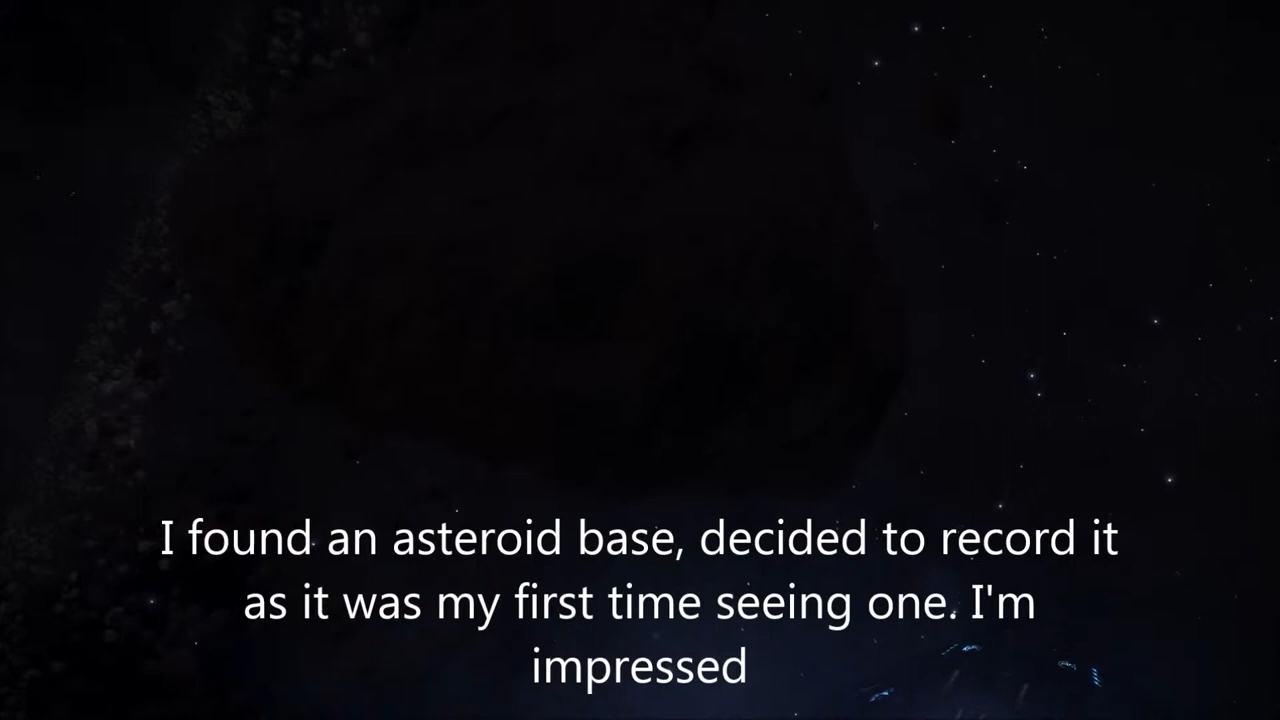 I found an asteroid base, decided to record it
as it was my first time seeing one. I'm
impressed